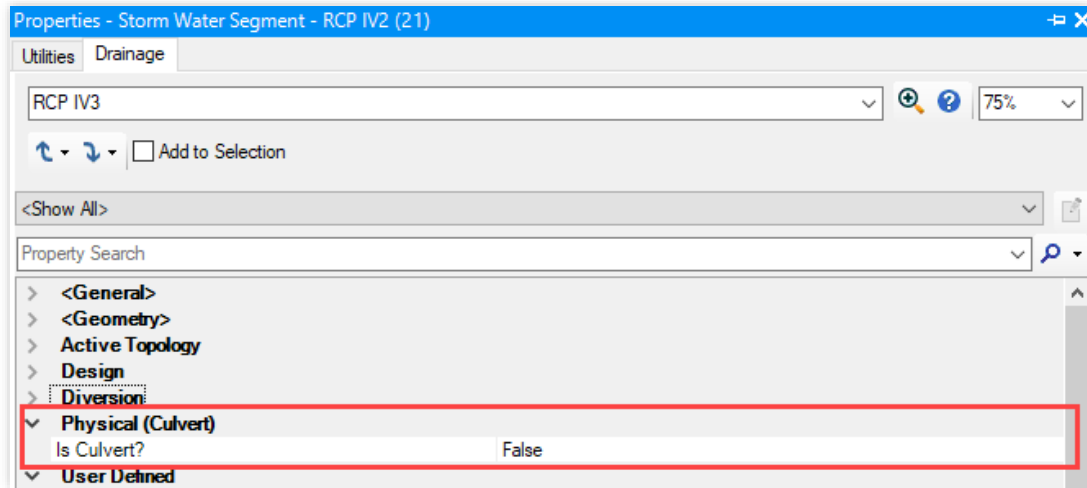 Properties - Storm Water Segment - RCP IV2 (21)
Utilities Drainage
RCP IV3 75%
Add to Selection
<Show All>
Property Search
<General>
<Geometry>
Active Topology
Design
Diversion
Physical (Culvert)
Is Culvert? False
User Defined